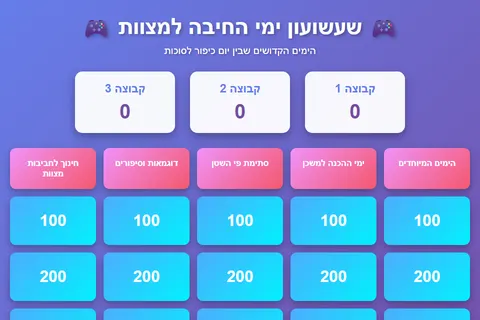 🎮 שעשועון ימי החיבה למצוות 🎮
הימים הקדושים שבין יום כיפור לסוכות
קבוצה 1
0
קבוצה 2
0
קבוצה 3
0
הימים המיוחדים
ימי ההכנה למשכן
סתימת פי השטן
דוגמאות וסיפורים
חינוך לחביבות
מצוות
100
100
100
100
100
200
200
200
200
200